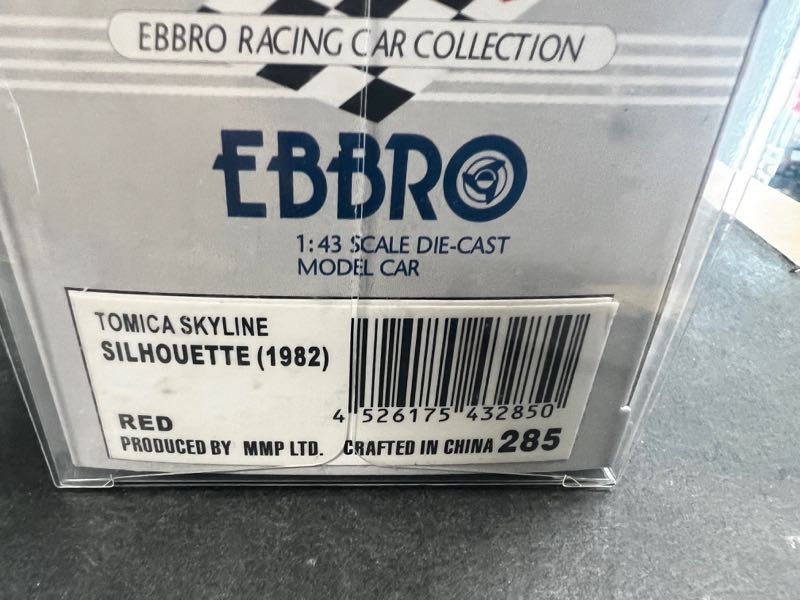 EBBRO RACING CAR COLLECTION
EBBRO
1:43 SCALE DIE-CAST
MODEL CAR
TOMICA SKYLINE
SILHOUETTE (1982)
RED
4 526175 432850
PRODUCED BY MMP LTD. CRAFTED IN CHINA 285